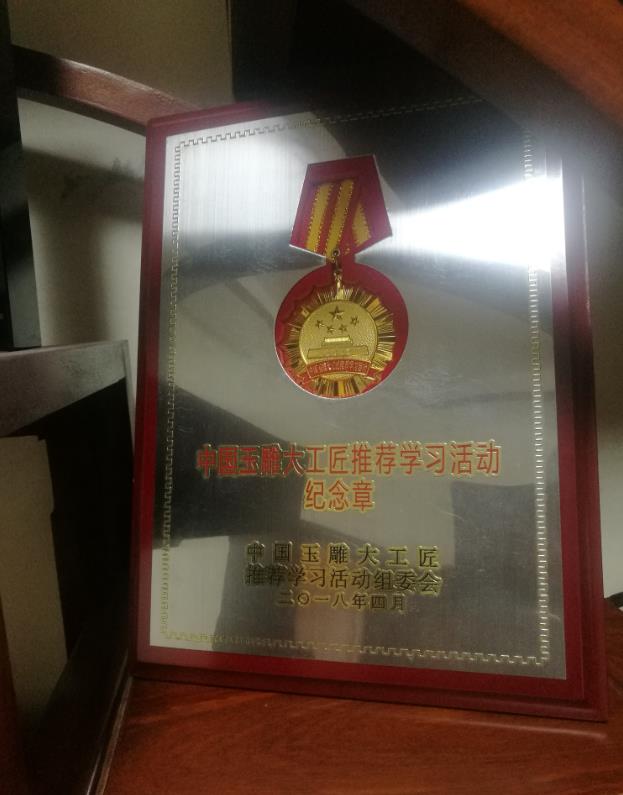 中国玉雕大工匠推荐学习活动
纪念章
中国玉雕大工匠
推荐学习活动组委会
二〇一八年四月